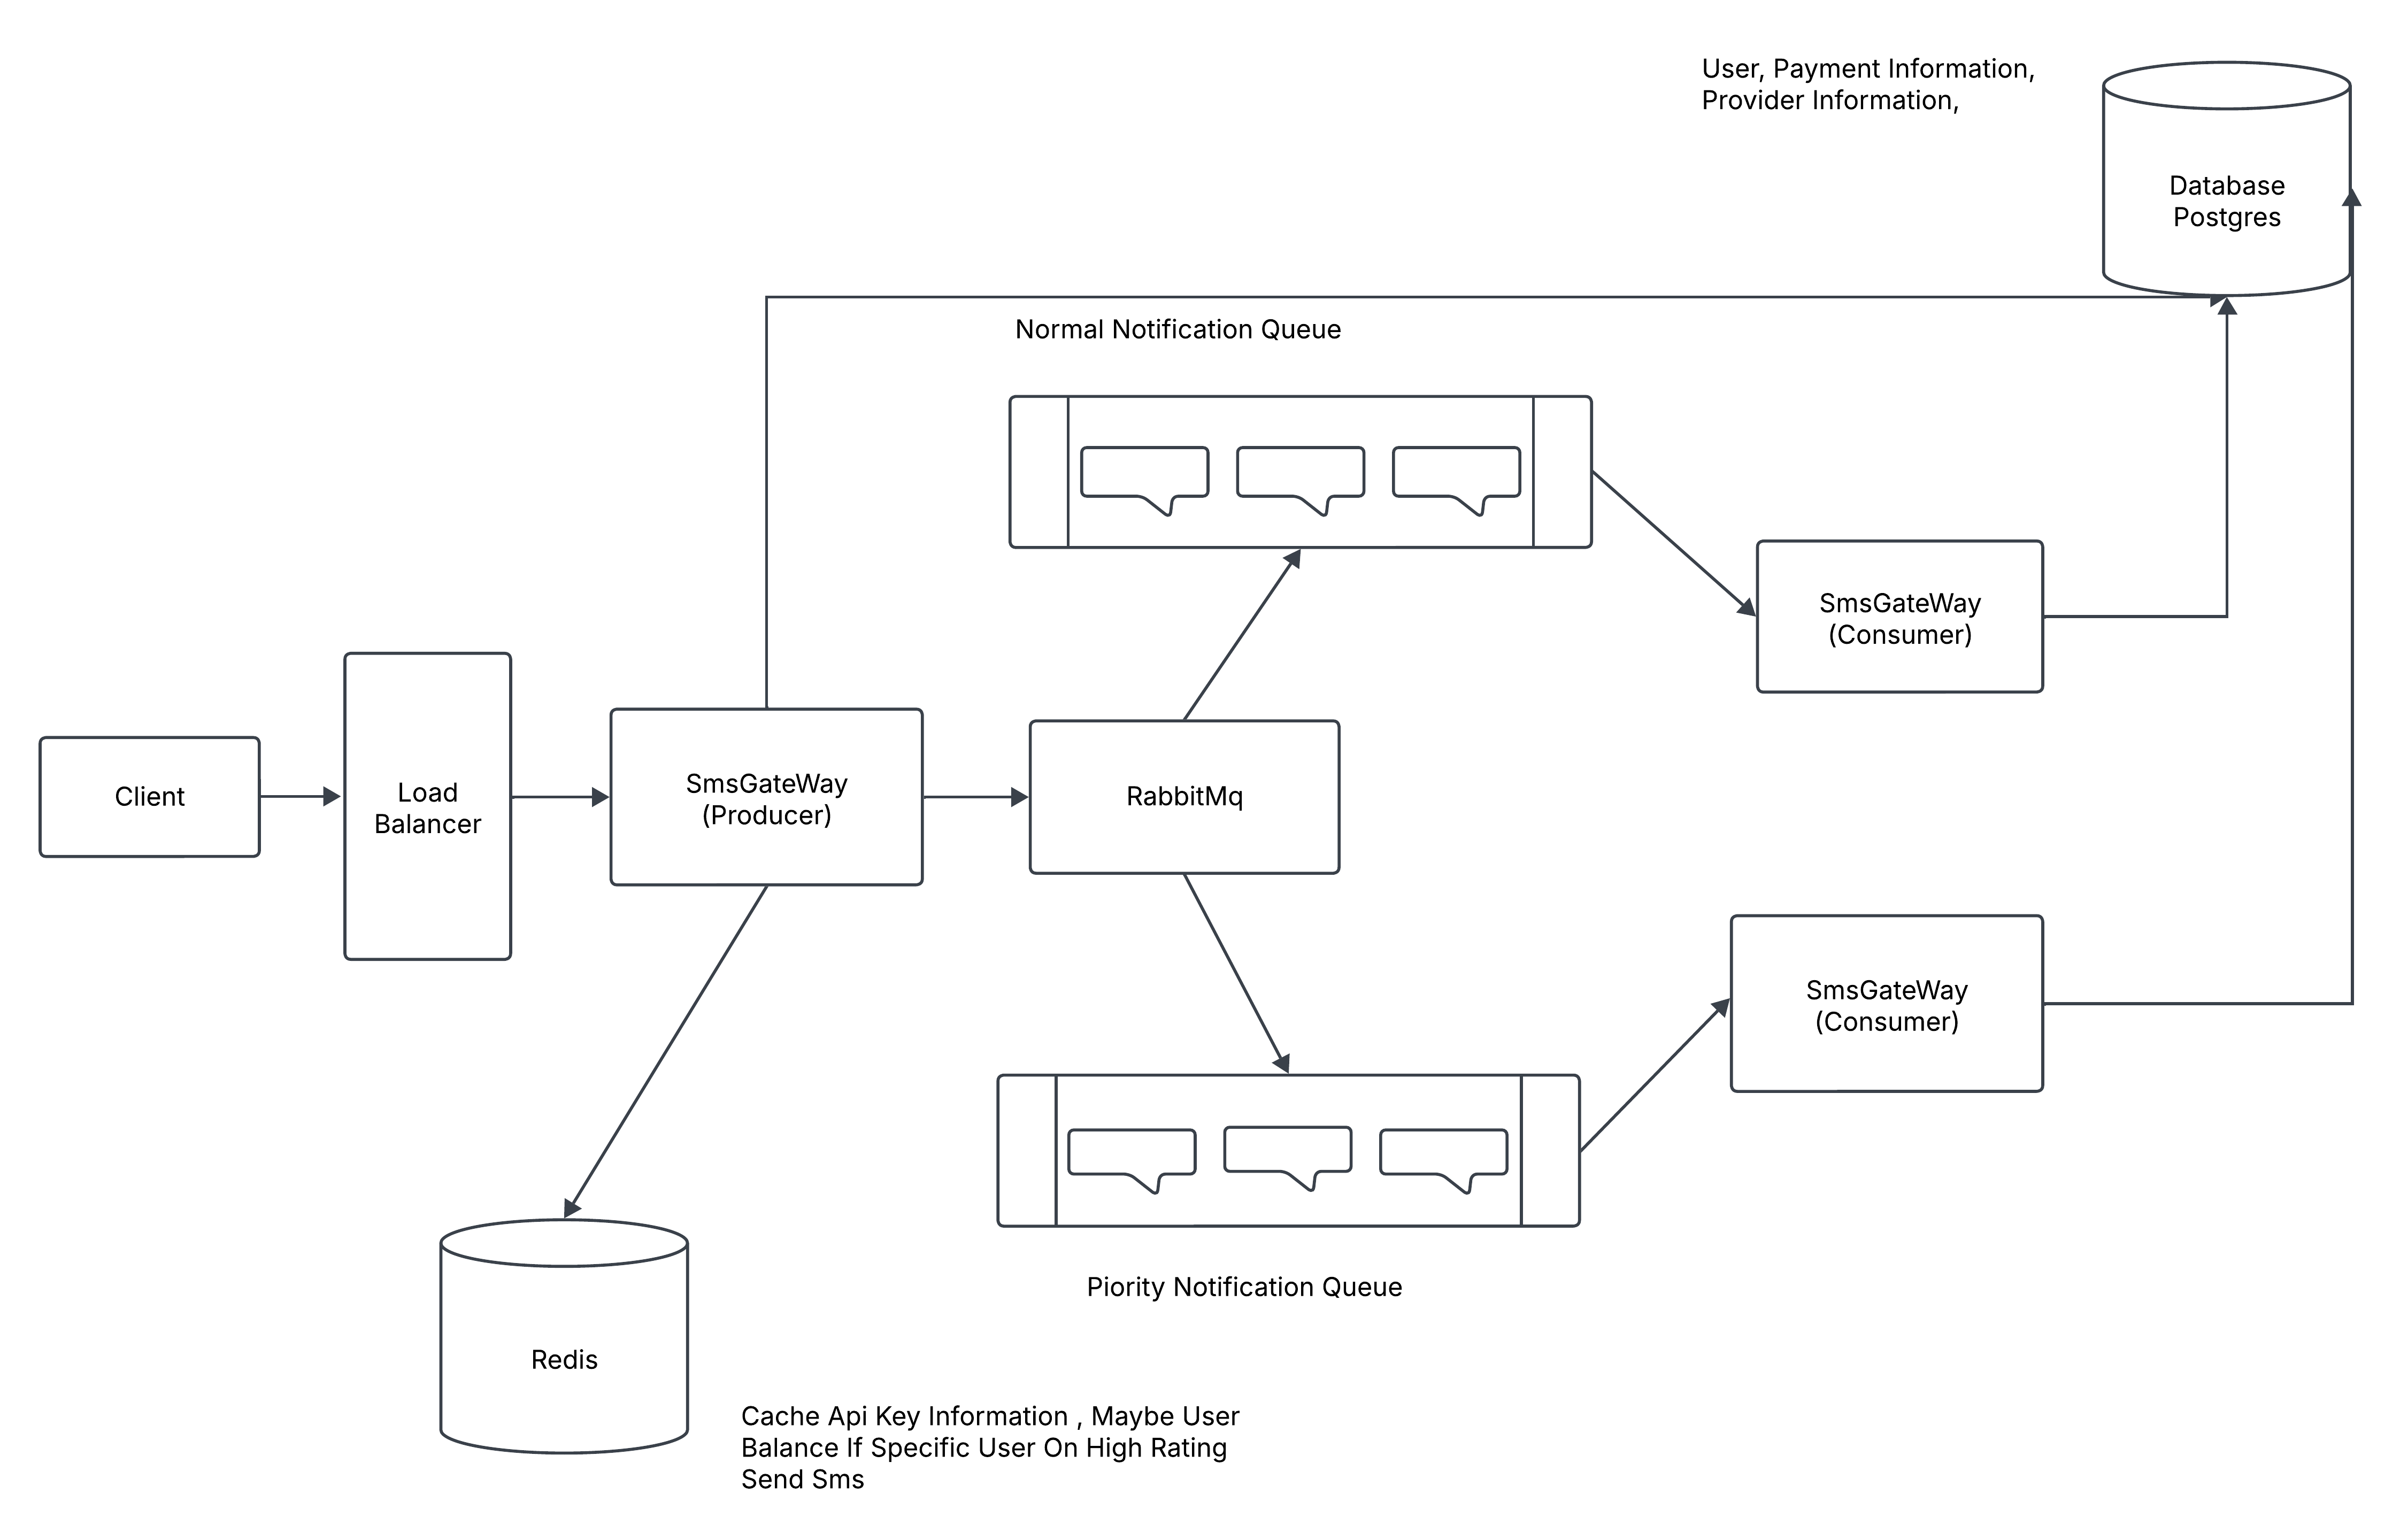 User, Payment Information,
Provider Information,
Database
Postgres
Normal Notification Queue
SmsGateWay
(Consumer)
Client
Load
Balancer
SmsGateWay
(Producer)
RabbitMq
SmsGateWay
(Consumer)
Piority Notification Queue
Redis
Cache Api Key Information , Maybe User
Balance If Specific User On High Rating
Send Sms